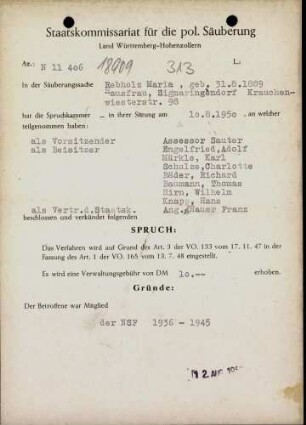 Staatskommissariat für die pol. Säuberung
Land Württemberg-Hohenzollern
Nr. N 11 406 18909 313 L:
In der Säuberungssache Rebholz Maria , geb. 31.8.1889
Hausfrau, Sigmaringendorf Krauchen-
wiesterstr. 98
hat die Spruchkammer in ihrer Sitzung am 10.8.1950 , an welcher
teilgenommen haben:
als Vorsitzender Assessor Sauter
als Beisitzer Engelfried, Adolf
Märkle, Karl
Schulze, Charlotte
Bäder, Richard
Baumann, Thomas
Hirn, Wilhelm
Knapp, Hans
als Vertr.d.Staatsk. Ang. Hauser Franz
beschlossen und verkündet folgenden
SPRUCH:
Das Verfahren wird auf Grund des Art. 3 der VO. 133 vom 17. 11. 47 in der
Fassung des Art. 1 der VO. 165 vom 13. 7. 48 eingestellt.
Es wird eine Verwaltungsgebühr von DM 10.-- erhoben.
Gründe:
Der Betroffene war Mitglied
der NSF 1936 - 1945